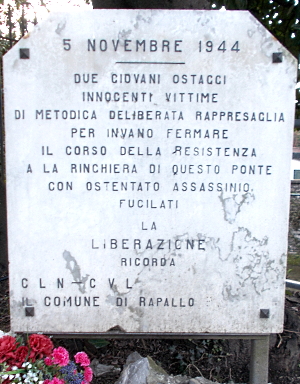 5 NOVEMBRE 1944
DUE GIOVANI OSTAGGI
INNOCENTI VITTIME
DI METODICA DELIBERATA RAPPRESAGLIA
PER INVANO FERMARE
IL CORSO DELLA RESISTENZA
A LA RINCHIERA DI QUESTO PONTE
CON OSTENTATO ASSASSINIO
FUCILATI
LA
LIBERAZIONE
RICORDA
C L N - C V L
IL COMUNE DI RAPALLO